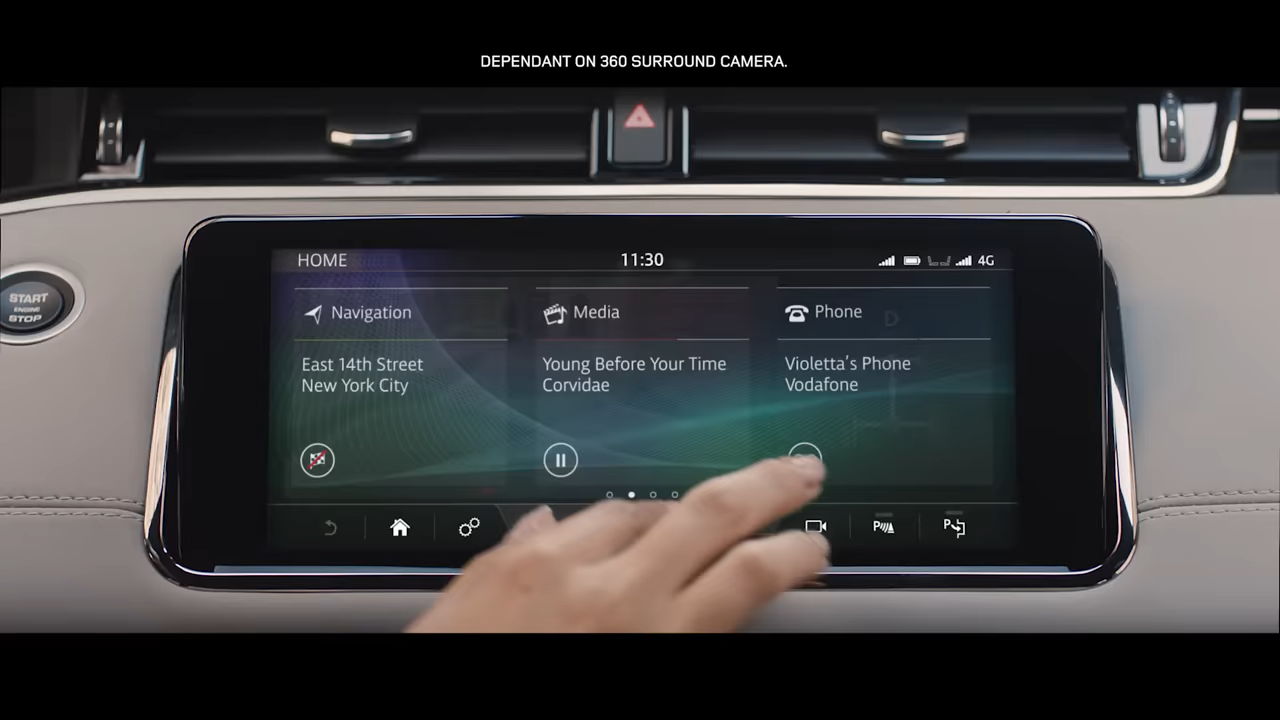 DEPENDANT ON 360 SURROUND CAMERA.
HOME 11:30 4G
START
ENGINE
STOP
Navigation
East 14th Street
New York City
Media
Young Before Your Time
Corvidae
Phone
D
Violetta's Phone
Vodafone
P
P